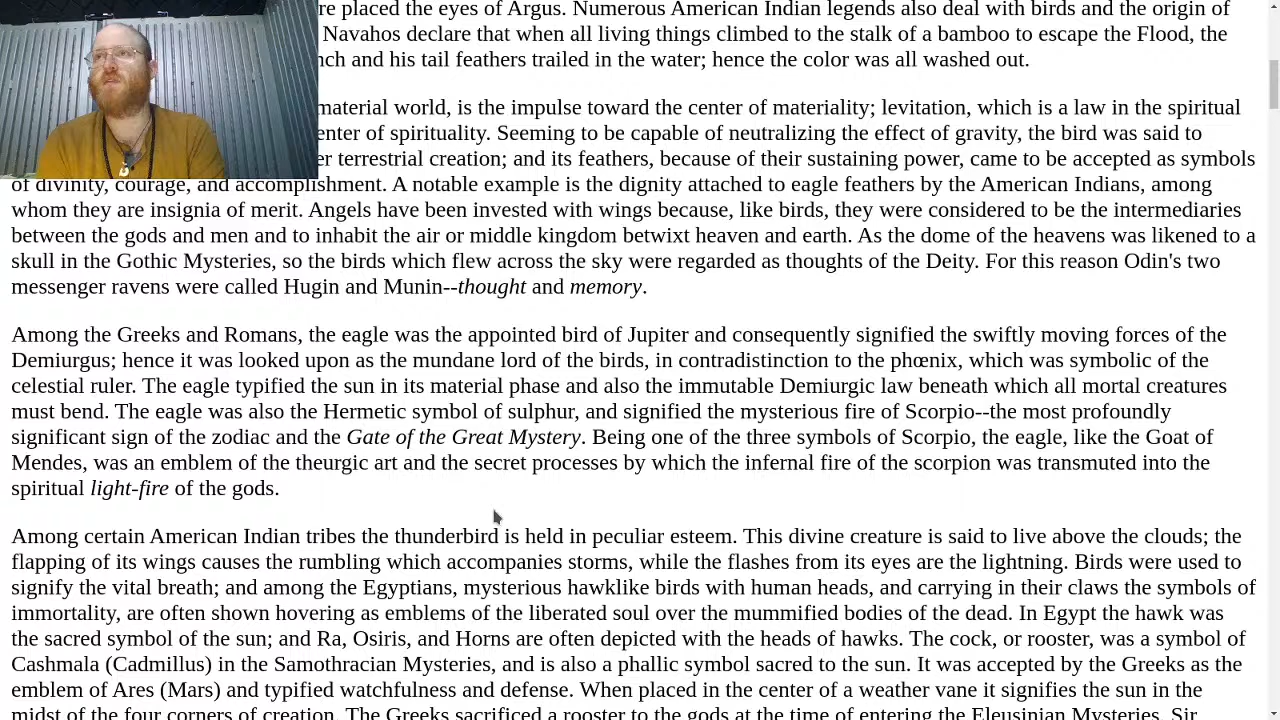 re placed the eyes of Argus. Numerous American Indian legends also deal with birds and the origin of
Navahos declare that when all living things climbed to the stalk of a bamboo to escape the Flood, the
nch and his tail feathers trailed in the water; hence the color was all washed out.
material world, is the impulse toward the center of materiality; levitation, which is a law in the spiritual
enter of spirituality. Seeming to be capable of neutralizing the effect of gravity, the bird was said to
er terrestrial creation; and its feathers, because of their sustaining power, came to be accepted as symbols
of divinity, courage, and accomplishment. A notable example is the dignity attached to eagle feathers by the American Indians, among
whom they are insignia of merit. Angels have been invested with wings because, like birds, they were considered to be the intermediaries
between the gods and men and to inhabit the air or middle kingdom betwixt heaven and earth. As the dome of the heavens was likened to a
skull in the Gothic Mysteries, so the birds which flew across the sky were regarded as thoughts of the Deity. For this reason Odin's two
messenger ravens were called Hugin and Munin--thought and memory.
Among the Greeks and Romans, the eagle was the appointed bird of Jupiter and consequently signified the swiftly moving forces of the
Demiurgus; hence it was looked upon as the mundane lord of the birds, in contradistinction to the phœnix, which was symbolic of the
celestial ruler. The eagle typified the sun in its material phase and also the immutable Demiurgic law beneath which all mortal creatures
must bend. The eagle was also the Hermetic symbol of sulphur, and signified the mysterious fire of Scorpio--the most profoundly
significant sign of the zodiac and the Gate of the Great Mystery. Being one of the three symbols of Scorpio, the eagle, like the Goat of
Mendes, was an emblem of the theurgic art and the secret processes by which the infernal fire of the scorpion was transmuted into the
spiritual light-fire of the gods.
Among certain American Indian tribes the thunderbird is held in peculiar esteem. This divine creature is said to live above the clouds; the
flapping of its wings causes the rumbling which accompanies storms, while the flashes from its eyes are the lightning. Birds were used to
signify the vital breath; and among the Egyptians, mysterious hawklike birds with human heads, and carrying in their claws the symbols of
immortality, are often shown hovering as emblems of the liberated soul over the mummified bodies of the dead. In Egypt the hawk was
the sacred symbol of the sun; and Ra, Osiris, and Horns are often depicted with the heads of hawks. The cock, or rooster, was a symbol of
Cashmala (Cadmillus) in the Samothracian Mysteries, and is also a phallic symbol sacred to the sun. It was accepted by the Greeks as the
emblem of Ares (Mars) and typified watchfulness and defense. When placed in the center of a weather vane it signifies the sun in the
midst of the four corners of creation. The Greeks sacrificed a rooster to the gods at the time of entering the Eleusinian Mysteries. Sir